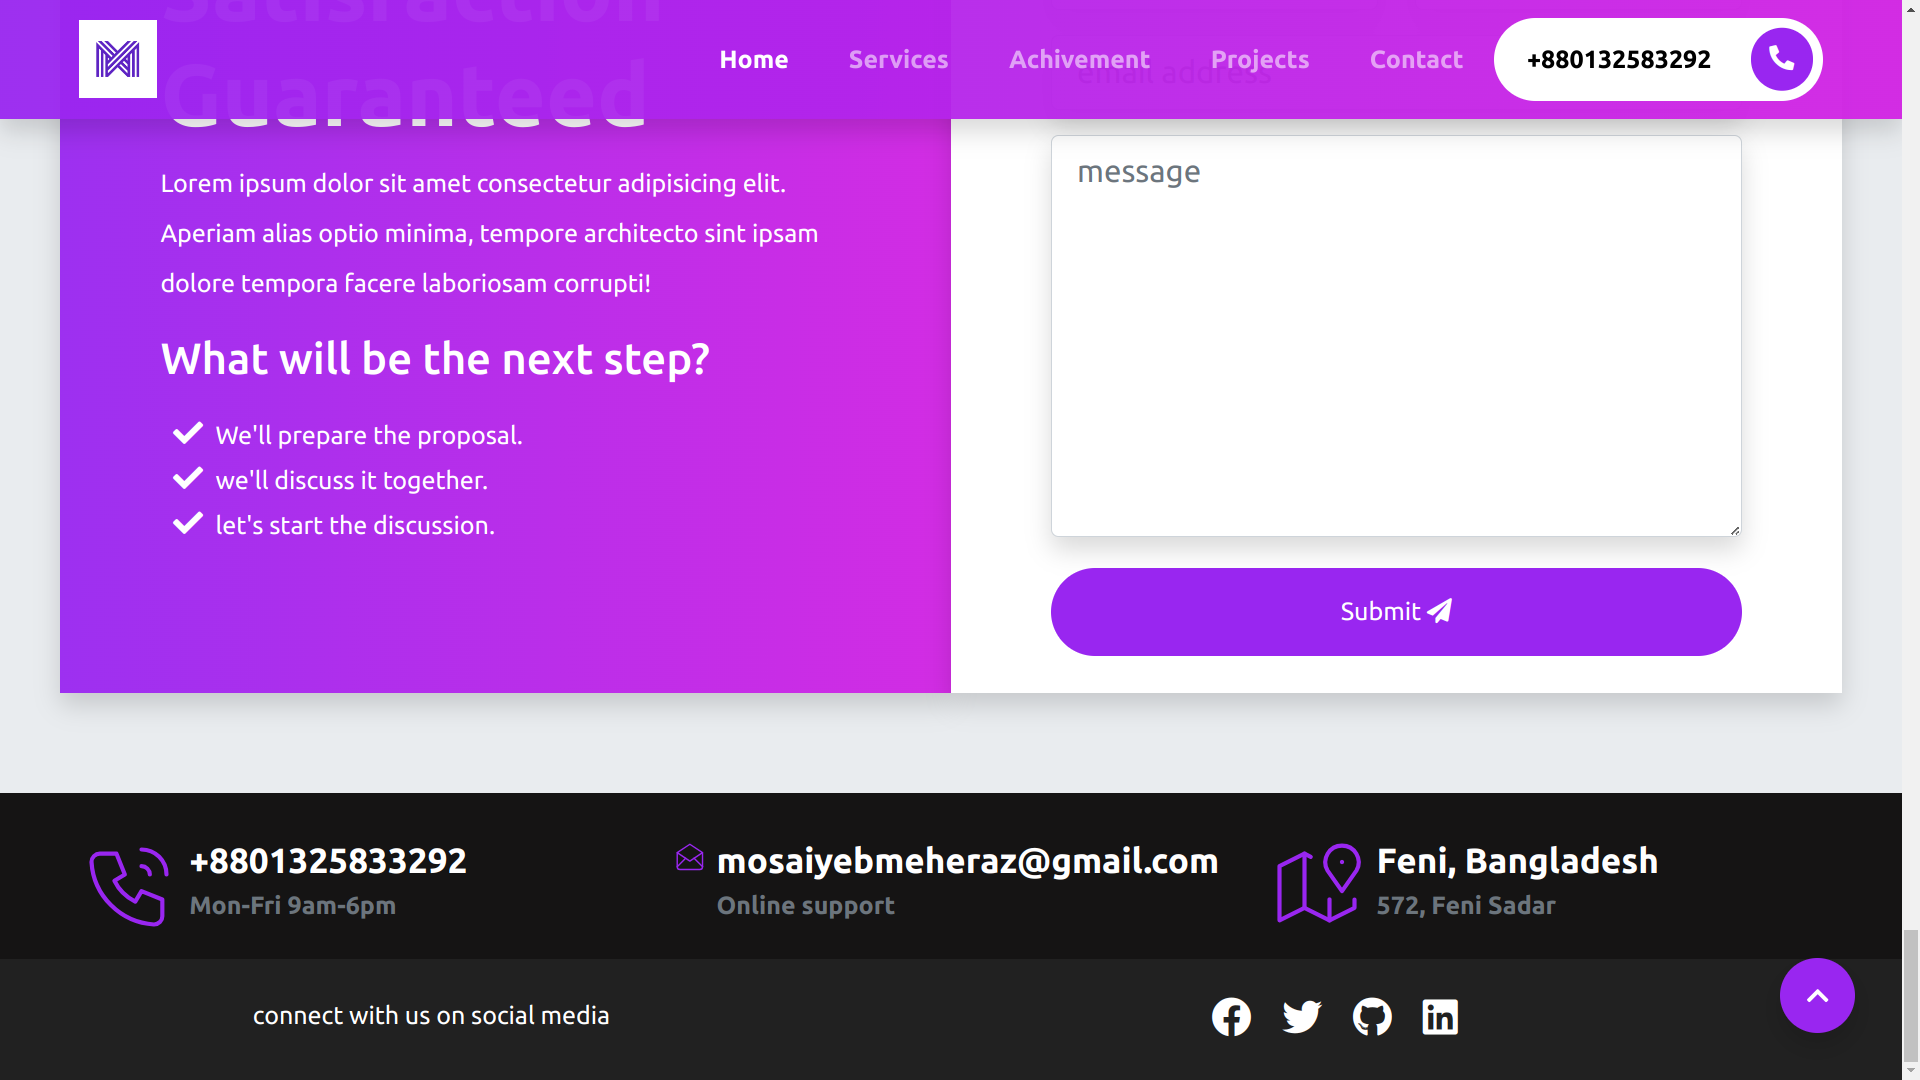 Home Services Achivement Projects Contact +880132583292
Satisfaction
Guaranteed
Lorem ipsum dolor sit amet consectetur adipisicing elit.
Aperiam alias optio minima, tempore architecto sint ipsam
dolore tempora facere laboriosam corrupti!
What will be the next step?
We'll prepare the proposal.
we'll discuss it together.
let's start the discussion.
email address
message
Submit
+8801325833292
Mon-Fri 9am-6pm
mosaiyebmeheraz@gmail.com
Online support
Feni, Bangladesh
572, Feni Sadar
connect with us on social media